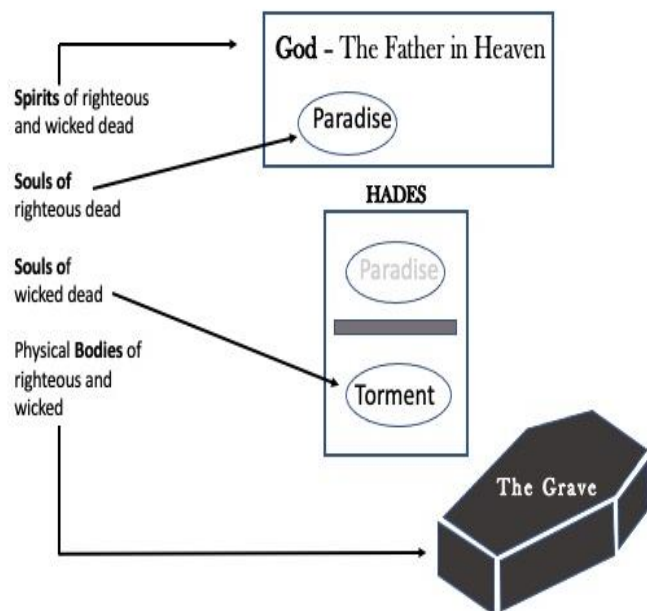 God – The Father in Heaven
Spirits of righteous
and wicked dead
Paradise
Souls of
righteous dead
HADES
Souls of
wicked dead
Paradise
Physical Bodies of
righteous and
wicked
Torment
The Grave